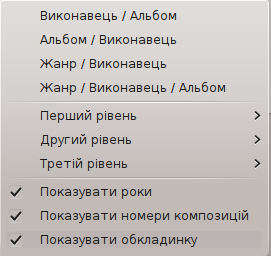 Виконавець / Альбом
Альбом / Виконавець
Жанр / Виконавець
Жанр / Виконавець / Альбом
Перший рівень
Другий рівень
Третій рівень
Показувати роки
Показувати номери композицій
Показувати обкладинку